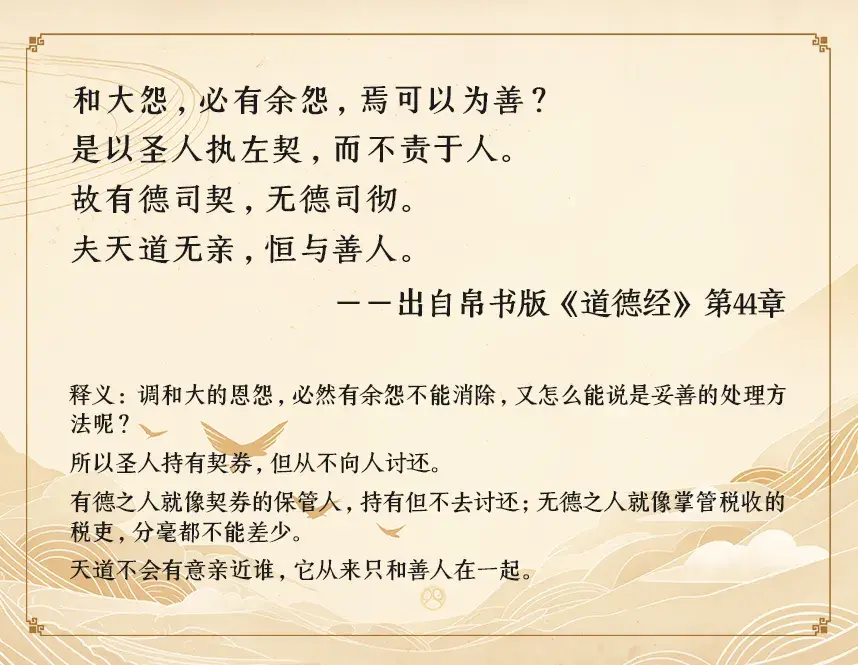 和大怨，必有余怨，焉可以为善？
是以圣人执左契，而不责于人。
故有德司契，无德司彻。
夫天道无亲，恒与善人。
——出自帛书版《道德经》第44章
释义：调和大的恩怨，必然有余怨不能消除，又怎么能说是妥善的处理方
法呢？
所以圣人持有契券，但从不向人讨还。
有德之人就像契券的保管人，持有但不去讨还；无德之人就像掌管税收的
税吏，分毫都不能差少。
天道不会有意亲近谁，它从来只和善人在一起。